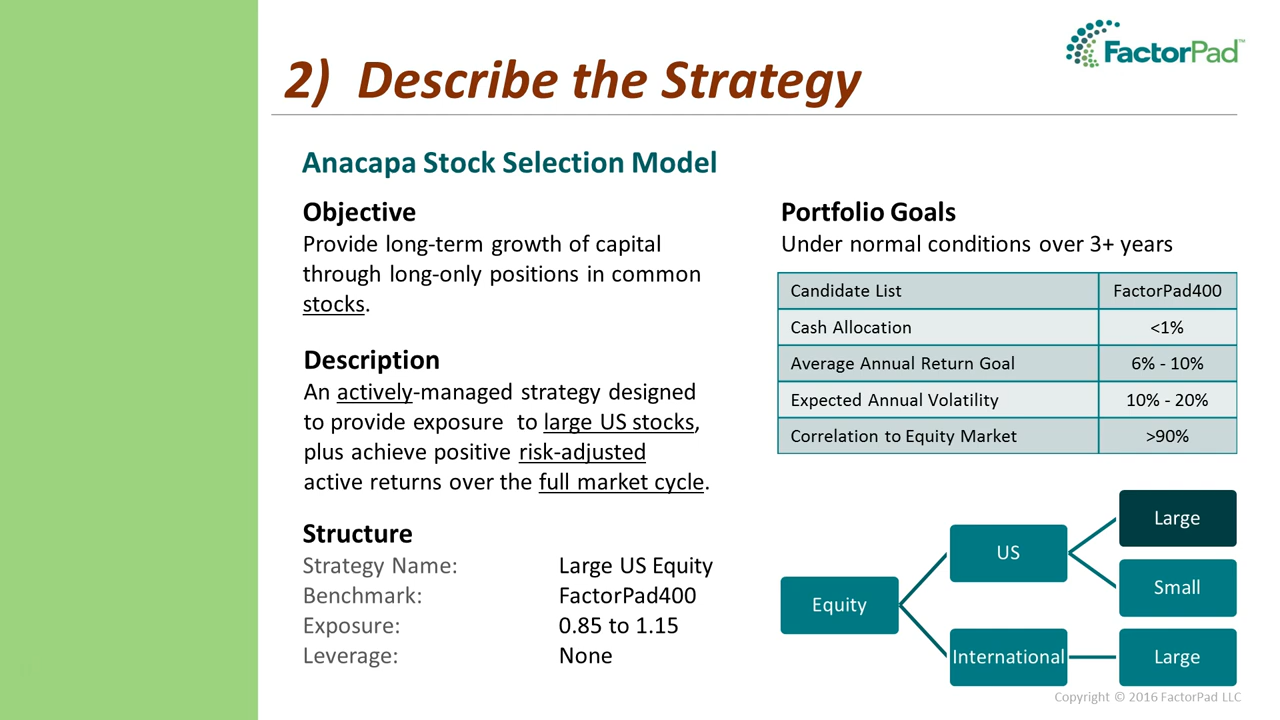 FactorPad™
2) Describe the Strategy
Anacapa Stock Selection Model
Objective
Provide long-term growth of capital
through long-only positions in common
stocks.
Description
An actively-managed strategy designed
to provide exposure to large US stocks,
plus achieve positive risk-adjusted
active returns over the full market cycle.
Structure
Strategy Name: Large US Equity
Benchmark: FactorPad400
Exposure: 0.85 to 1.15
Leverage: None
Portfolio Goals
Under normal conditions over 3+ years
Candidate List FactorPad400
Cash Allocation <1%
Average Annual Return Goal 6% - 10%
Expected Annual Volatility 10% - 20%
Correlation to Equity Market >90%
Equity
US
Large
Small
International
Large
Copyright © 2016 FactorPad LLC